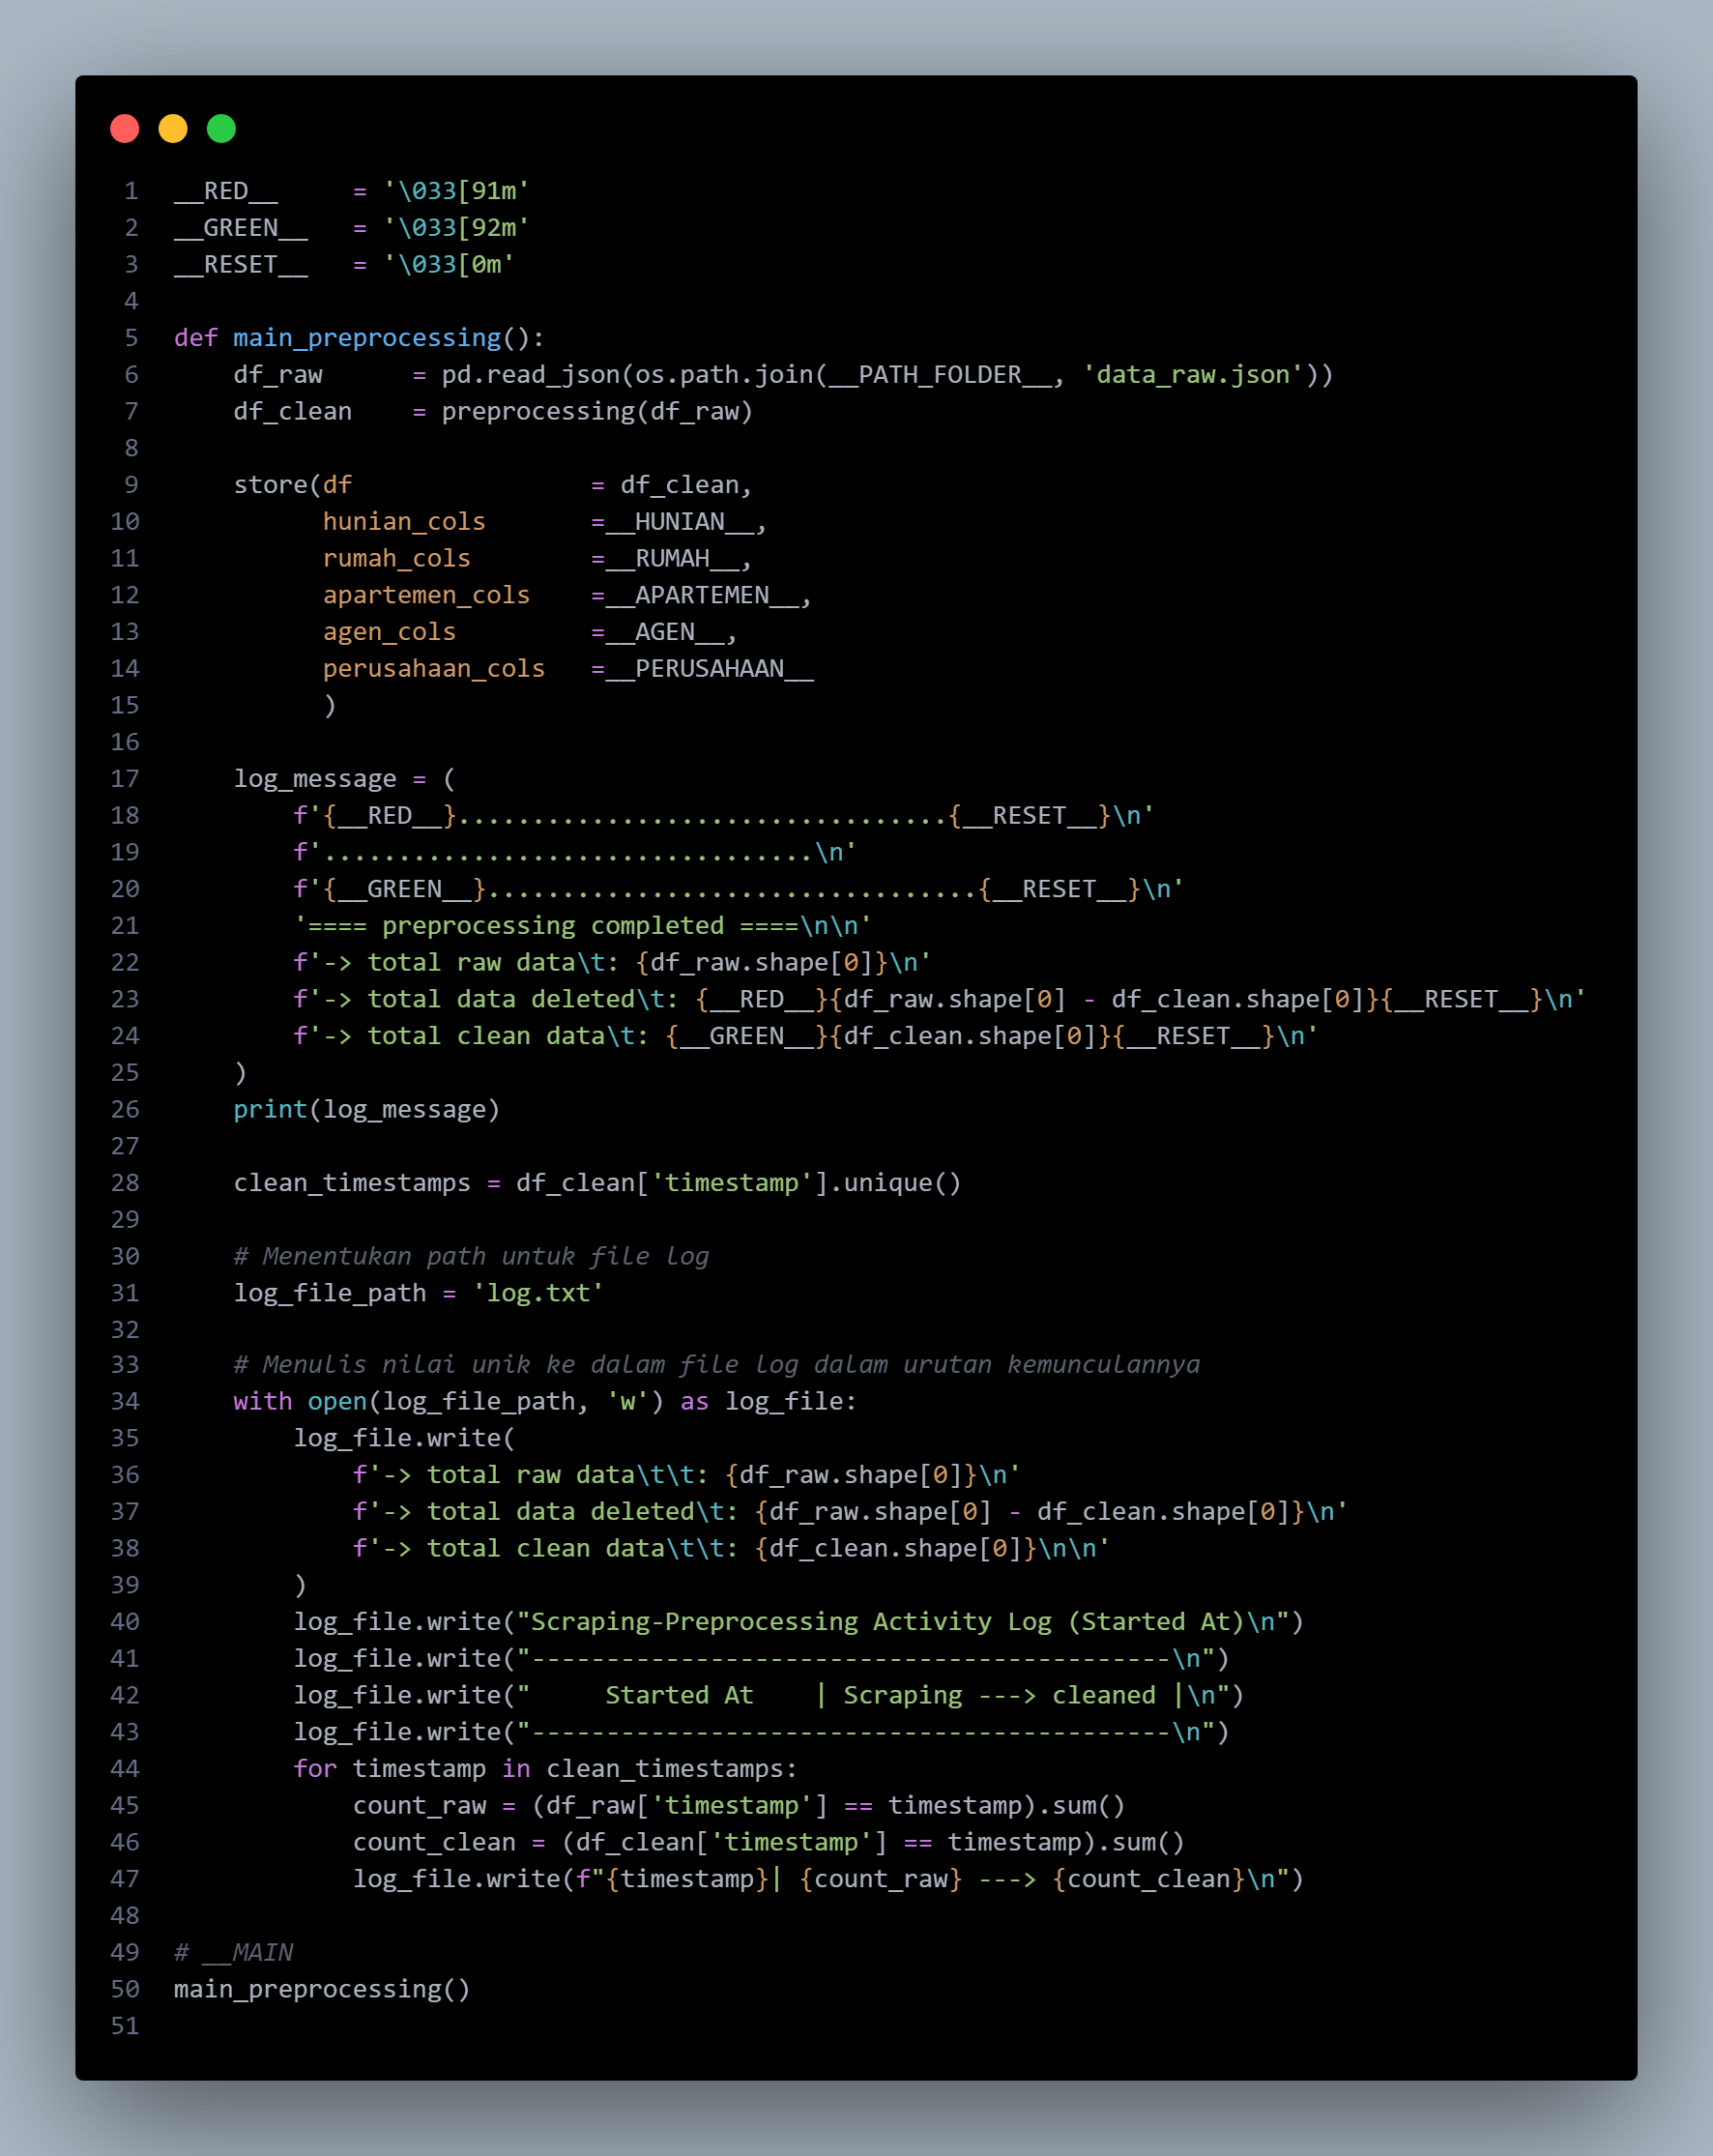 1 __RED__     = '\033[91m'
2 __GREEN__   = '\033[92m'
3 __RESET__   = '\033[0m'
4
5 def main_preprocessing():
6     df_raw      = pd.read_json(os.path.join(__PATH_FOLDER__, 'data_raw.json'))
7     df_clean    = preprocessing(df_raw)
8
9     store(df                = df_clean,
10           hunian_cols       =__HUNIAN__,
11           rumah_cols        =__RUMAH__,
12           apartemen_cols    =__APARTEMEN__,
13           agen_cols         =__AGEN__,
14           perusahaan_cols   =__PERUSAHAAN__
15           )
16
17     log_message = (
18         f'{__RED__}.................................{__RESET__}\n'
19         f'.................................\n'
20         f'{__GREEN__}.................................{__RESET__}\n'
21         '==== preprocessing completed ====\n\n'
22         f'-> total raw data\t: {df_raw.shape[0]}\n'
23         f'-> total data deleted\t: {__RED__}{df_raw.shape[0] - df_clean.shape[0]}{__RESET__}\n'
24         f'-> total clean data\t: {__GREEN__}{df_clean.shape[0]}{__RESET__}\n'
25     )
26     print(log_message)
27
28     clean_timestamps = df_clean['timestamp'].unique()
29
30     # Menentukan path untuk file log
31     log_file_path = 'log.txt'
32
33     # Menulis nilai unik ke dalam file log dalam urutan kemunculannya
34     with open(log_file_path, 'w') as log_file:
35         log_file.write(
36             f'-> total raw data\t\t: {df_raw.shape[0]}\n'
37             f'-> total data deleted\t: {df_raw.shape[0] - df_clean.shape[0]}\n'
38             f'-> total clean data\t\t: {df_clean.shape[0]}\n\n'
39         )
40         log_file.write("Scraping-Preprocessing Activity Log (Started At)\n")
41         log_file.write("-------------------------------------------\n")
42         log_file.write("     Started At    | Scraping ---> cleaned |\n")
43         log_file.write("-------------------------------------------\n")
44         for timestamp in clean_timestamps:
45             count_raw = (df_raw['timestamp'] == timestamp).sum()
46             count_clean = (df_clean['timestamp'] == timestamp).sum()
47             log_file.write(f"{timestamp}| {count_raw} ---> {count_clean}\n")
48
49 # __MAIN
50 main_preprocessing()
51